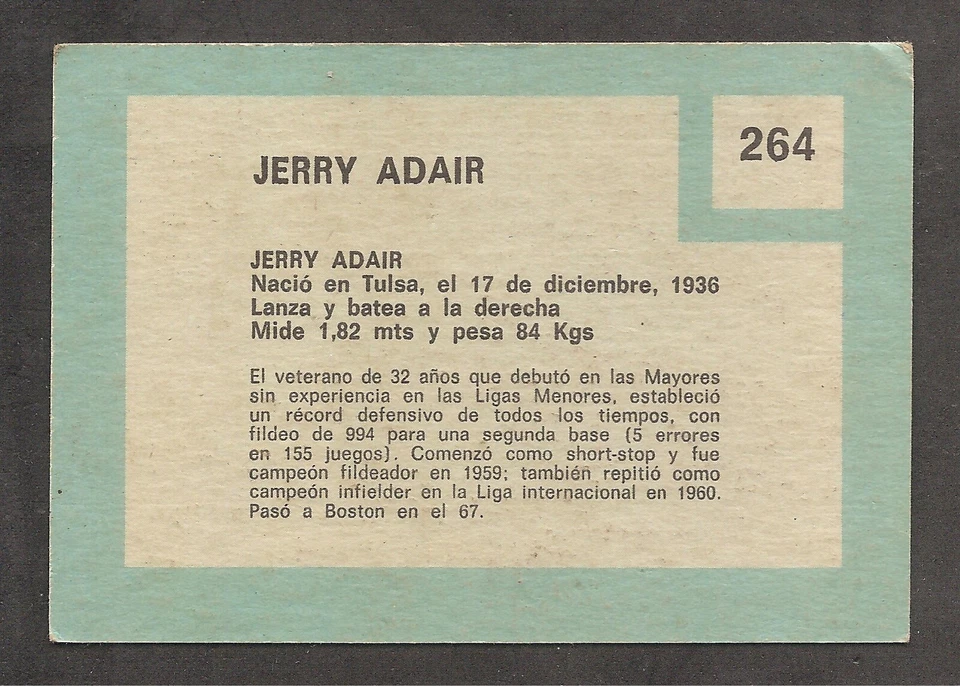 264
JERRY ADAIR
JERRY ADAIR
Nació en Tulsa, el 17 de diciembre, 1936
Lanza y batea a la derecha
Mide 1,82 mts y pesa 84 Kgs
El veterano de 32 años que debutó en las Mayores
sin experiencia en las Ligas Menores, estableció
un récord defensivo de todos los tiempos, con
fildeo de 994 para una segunda base (5 errores
en 155 juegos). Comenzó como short-stop y fue
campeón fildeador en 1959; también repitió como
campeón infielder en la Liga internacional en 1960.
Pasó a Boston en el 67.